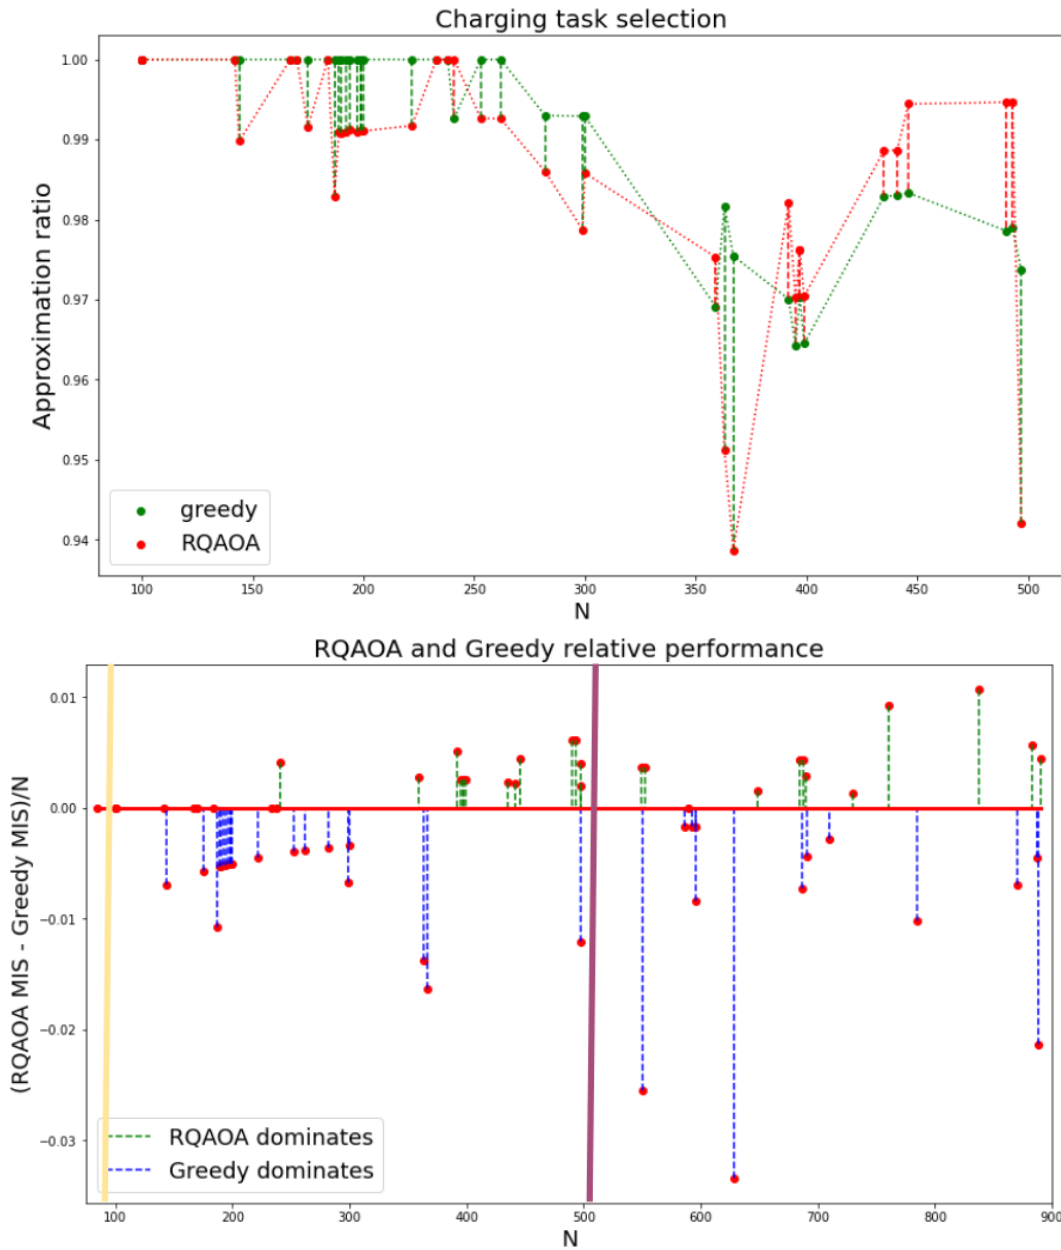 Charging task selection
1.00
0.99
0.98
0.97
0.96
0.95
0.94
Approximation ratio
greedy
RQAOA
100 150 200 250 300 350 400 450 500
N
RQAOA and Greedy relative performance
0.01
0.00
−0.01
−0.02
−0.03
(RQAOA MIS - Greedy MIS)/N
RQAOA dominates
Greedy dominates
100 200 300 400 500 600 700 800 900
N